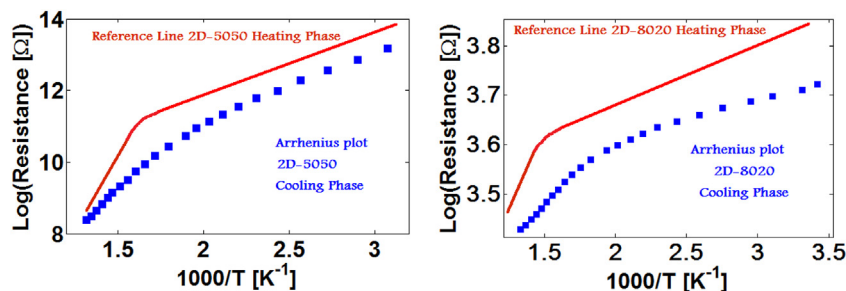 14
12
10
8
Log(Resistance [Ω]
Reference Line 2D-5050 Heating Phase
Arrhenius plot
2D-5050
Cooling Phase
1.5
2
2.5
3
1000/T [K-1]
3.8
3.7
3.6
3.5
Log(Resistance [Ω]
Reference Line 2D-8020 Heating Phase
Arrhenius plot
2D-8020
Cooling Phase
1.5
2
2.5
3
3.5
1000/T [K-1]